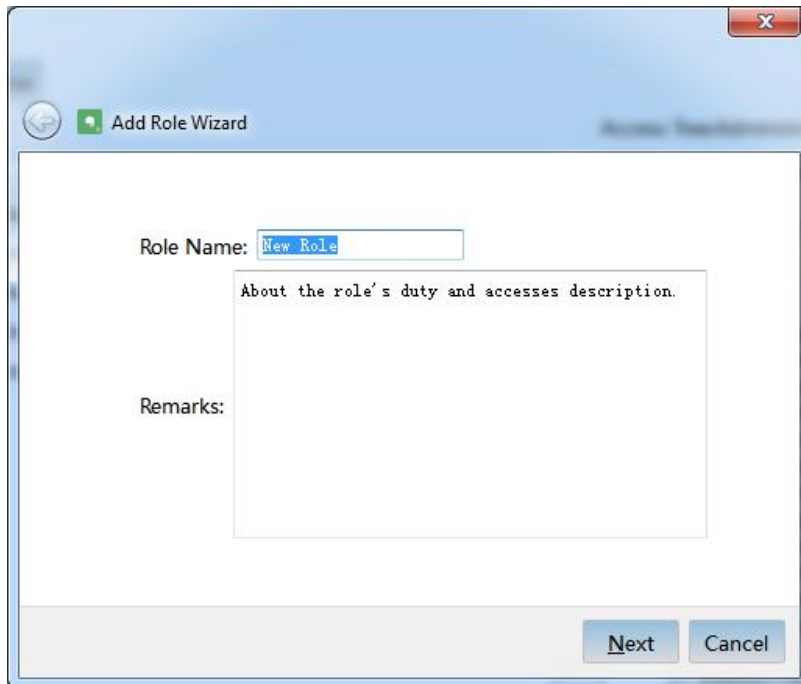 Add Role Wizard
Role Name: New Role
About the role's duty and accesses description.
Remarks:
Next Cancel